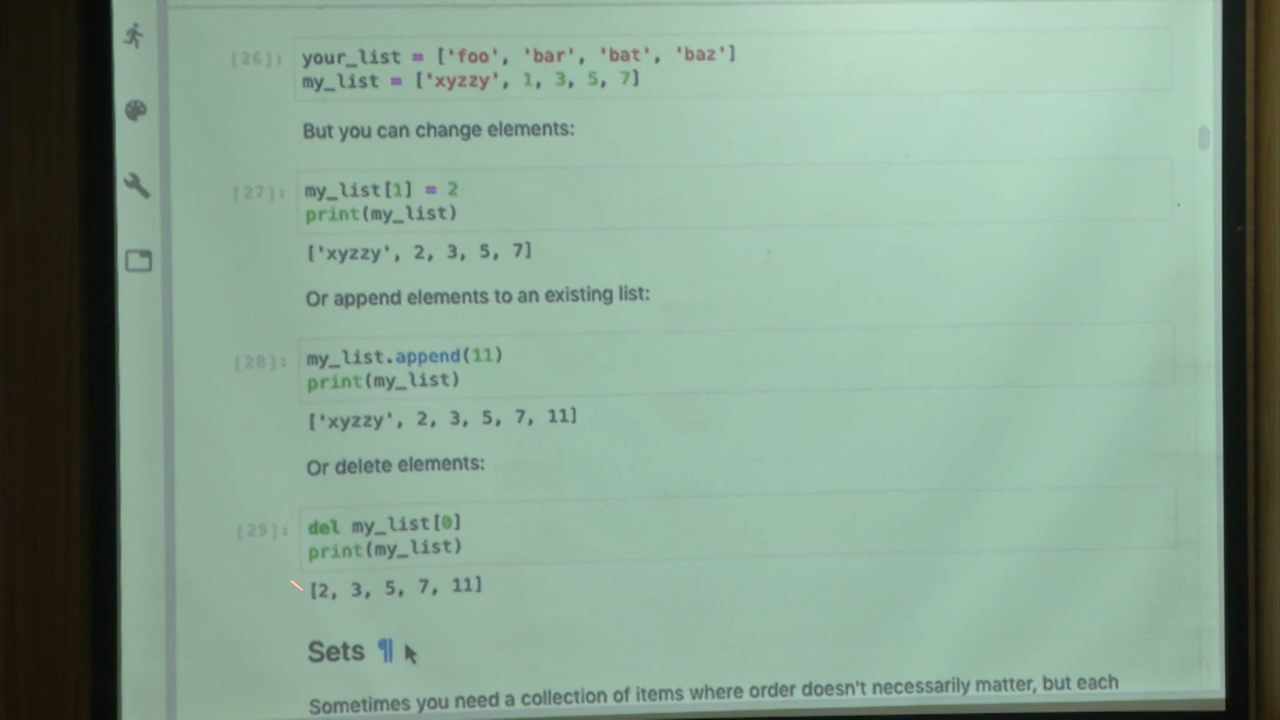 [26]: your_list = ['foo', 'bar', 'bat', 'baz']
my_list = ['xyzzy', 1, 3, 5, 7]
But you can change elements:
[27]: my_list[1] = 2
print(my_list)
['xyzzy', 2, 3, 5, 7]
Or append elements to an existing list:
[28]: my_list.append(11)
print(my_list)
['xyzzy', 2, 3, 5, 7, 11]
Or delete elements:
[29]: del my_list[0]
print(my_list)
[2, 3, 5, 7, 11]
Sets ¶
Sometimes you need a collection of items where order doesn't necessarily matter, but each